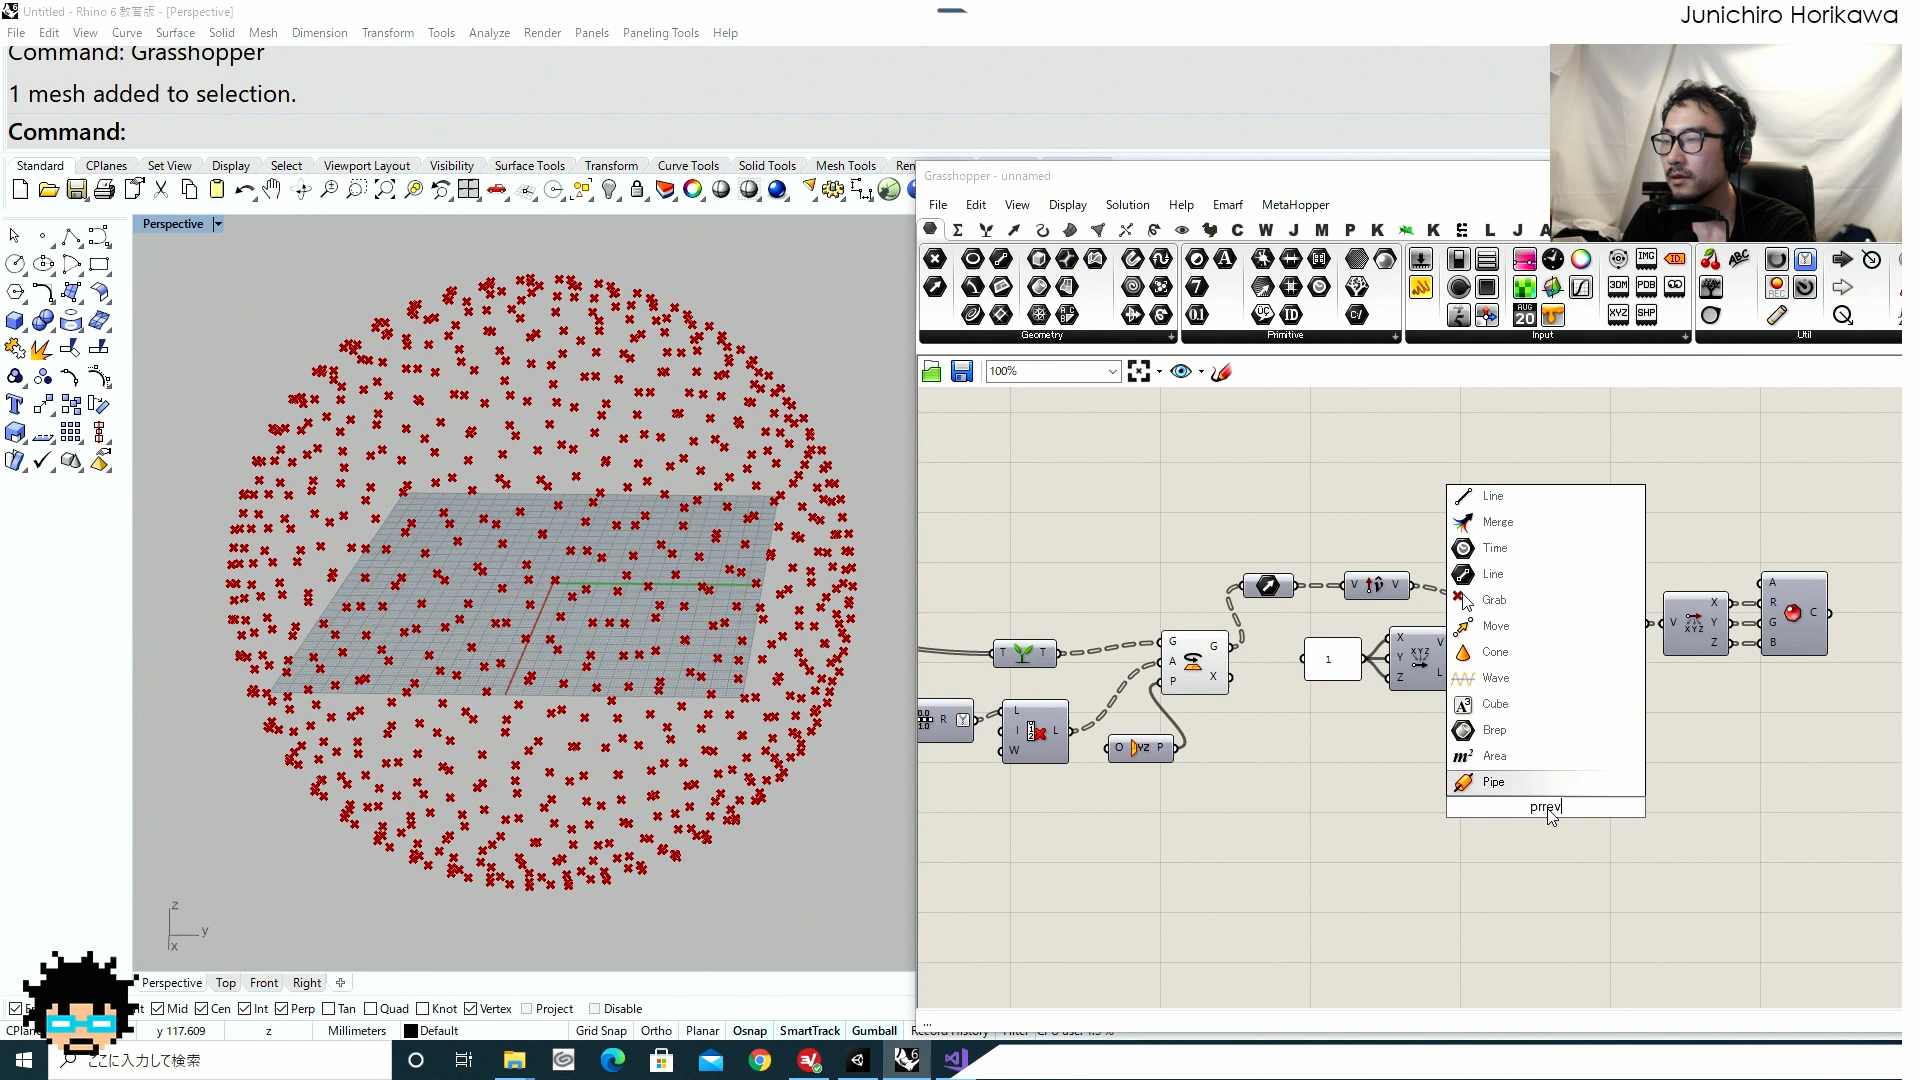 Untitled - Rhino 6 教育版 - [Perspective]
Junichiro Horikawa
File Edit View Curve Surface Solid Mesh Dimension Transform Tools Analyze Render Panels Paneling Tools Help
Command: Grasshopper
1 mesh added to selection.
Command:
Standard CPlanes Set View Display Select Viewport Layout Visibility Surface Tools Transform Curve Tools Solid Tools Mesh Tools Ren
Grasshopper - unnamed
File Edit View Display Solution Help Emarf MetaHopper
C W J M P K K L J A
Geometry Primitive Input Util
100%
Perspective
Line
Merge
Time
Line
Grab
Move
Cone
Wave
Cube
Brep
Area
Pipe
prrev
T T
G A P G X
V V
1
X Y Z V L
V X Y Z
A R G B C
R
L I W L
O YZ P
z
y
x
Perspective Top Front Right
Mid Cen Int Perp Tan Quad Knot Vertex Project Disable
CPlan y 117.609 z Millimeters Default Grid Snap Ortho Planar Osnap SmartTrack Gumball
ここに入力して検索